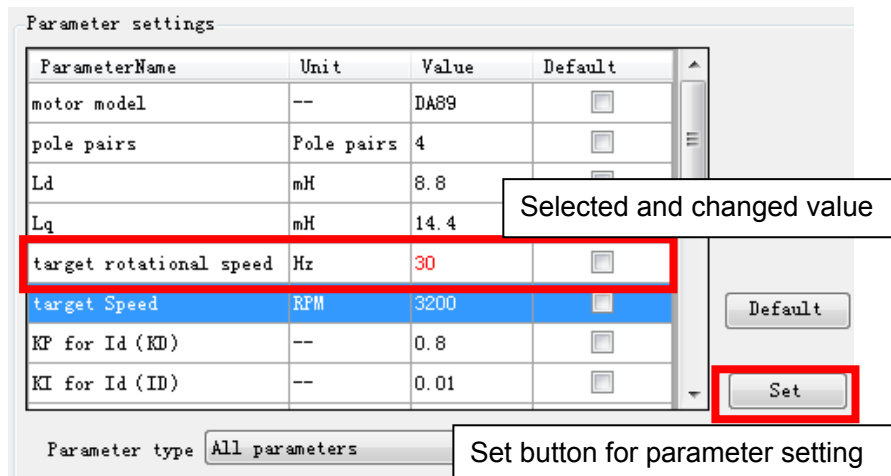 Parameter settings
ParameterName Unit Value Default
motor model -- DA89
pole pairs Pole pairs 4
Ld mH 8.8
Selected and changed value
Lq mH 14.4
target rotational speed Hz 30
target Speed RPM 3200
Default
KP for Id (KD) -- 0.8
KI for Id (ID) -- 0.01
Set
Parameter type All parameters
Set button for parameter setting